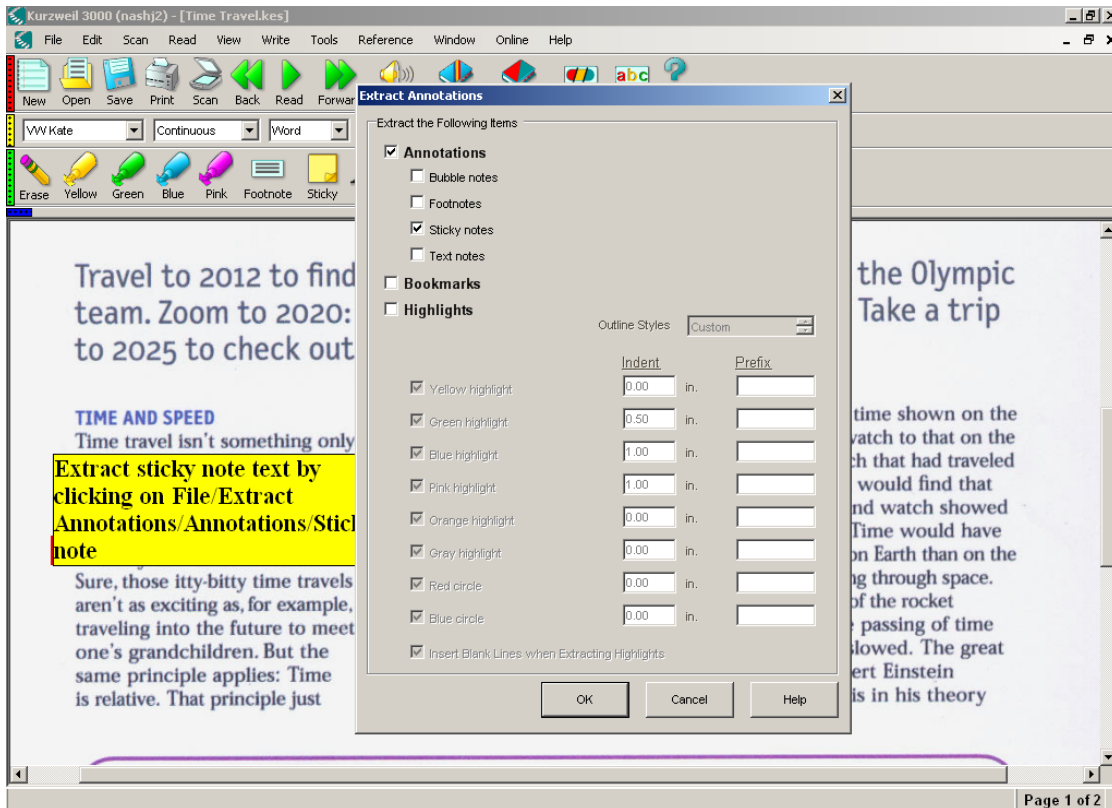 Kurzweil 3000 (nashj2) - [Time Travel.kes]
File Edit Scan Read View Write Tools Reference Window Online Help
New Open Save Print Scan Back Read Forwar
abc
VW Kate Continuous Word
Erase Yellow Green Blue Pink Footnote Sticky
Travel to 2012 to find
team. Zoom to 2020:
to 2025 to check out
TIME AND SPEED
Time travel isn't something only
Extract sticky note text by
clicking on File/Extract
Annotations/Annotations/Stick
note
Sure, those itty-bitty time travels
aren't as exciting as, for example,
traveling into the future to meet
one's grandchildren. But the
same principle applies: Time
is relative. That principle just
Extract Annotations
Extract the Following Items
Annotations
Bubble notes
Footnotes
Sticky notes
Text notes
Bookmarks
Highlights
Outline Styles Custom
Indent Prefix
Yellow highlight 0.00 in.
Green highlight 0.50 in.
Blue highlight 1.00 in.
Pink highlight 1.00 in.
Orange highlight 0.00 in.
Gray highlight 0.00 in.
Red circle 0.00 in.
Blue circle 0.00 in.
Insert Blank Lines when Extracting Highlights
OK Cancel Help
the Olympic
Take a trip
time shown on the
watch to that on the
ch that had traveled
would find that
nd watch showed
Time would have
on Earth than on the
ng through space.
of the rocket
passing of time
slowed. The great
ert Einstein
is in his theory
Page 1 of 2